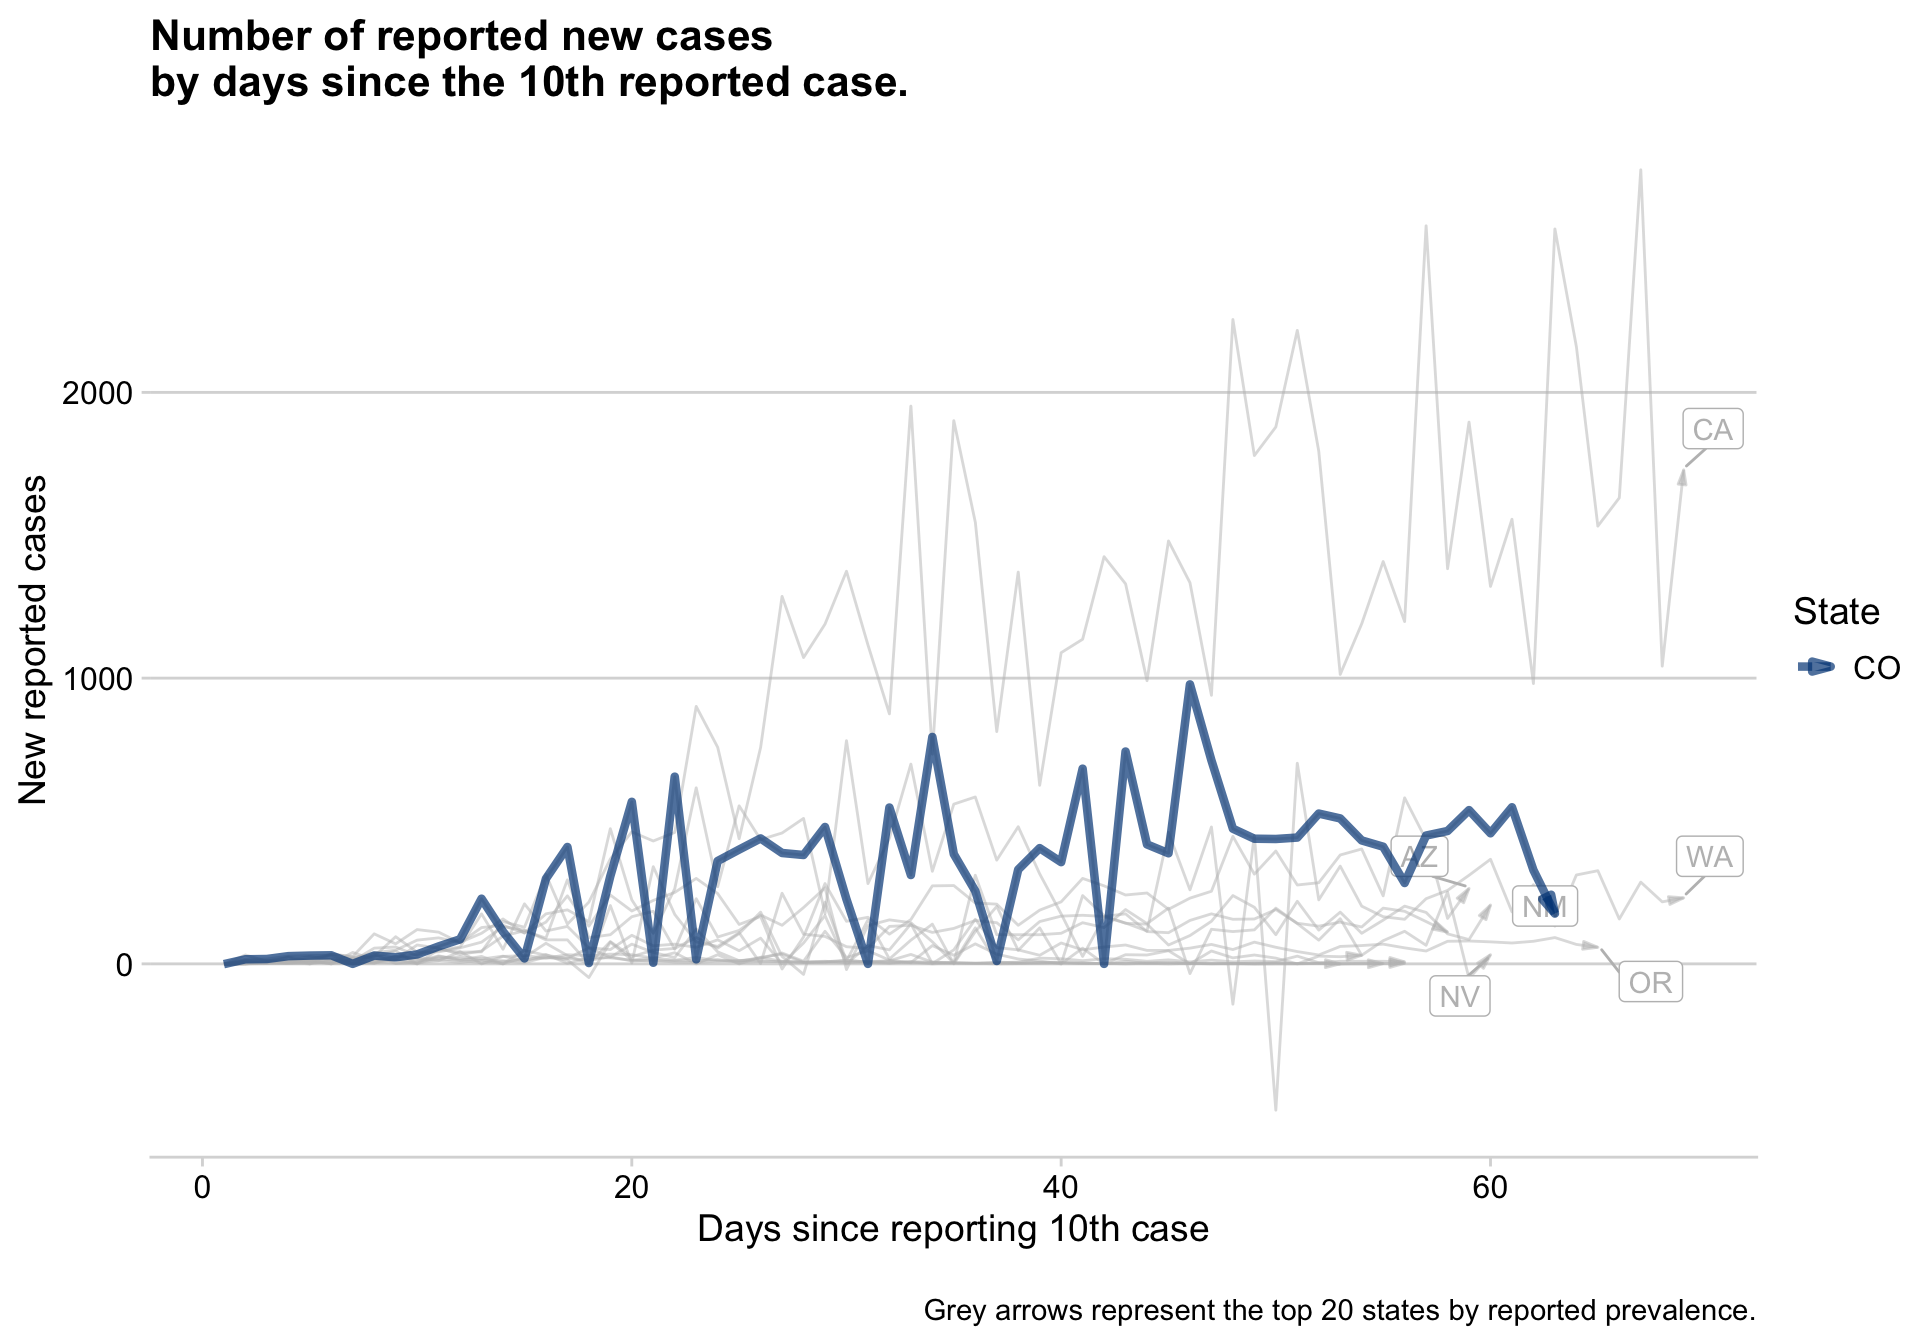 Number of reported new cases
by days since the 10th reported case.
New reported cases
2000
1000
0
CA
AZ
WA
NM
NV
OR
State
CO
0
20
40
60
Days since reporting 10th case
Grey arrows represent the top 20 states by reported prevalence.